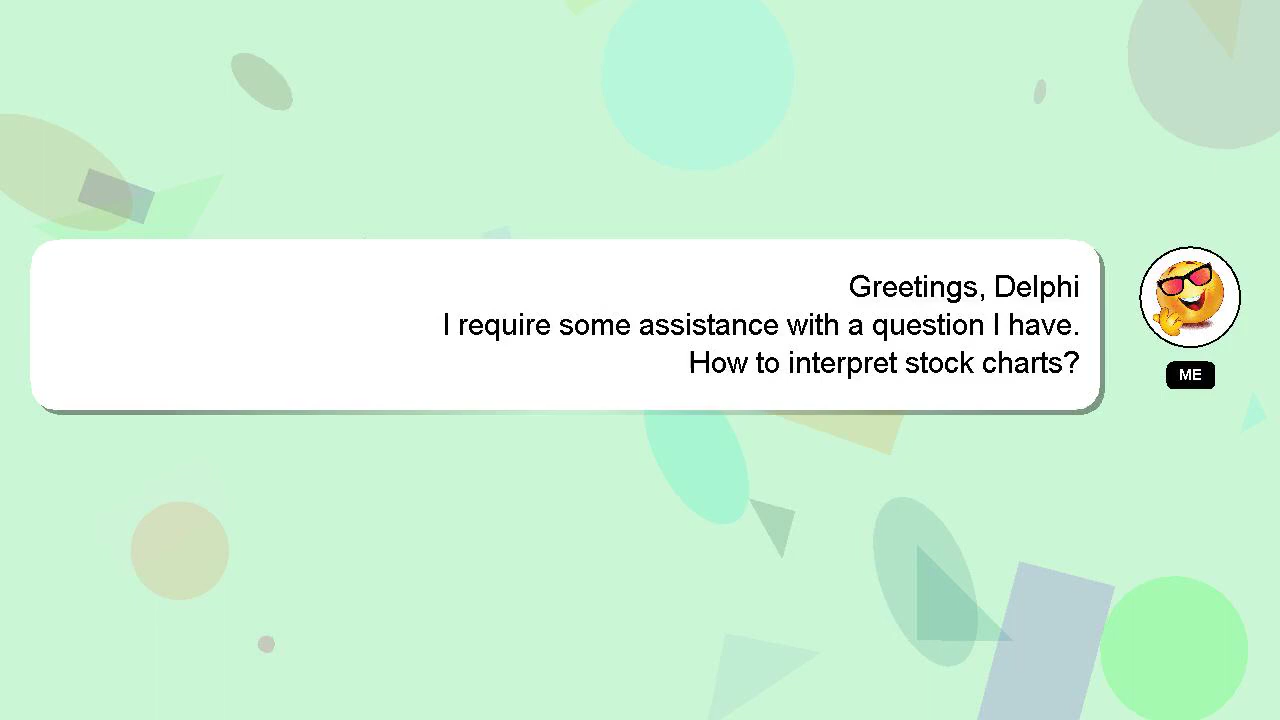 Greetings, Delphi
I require some assistance with a question I have.
How to interpret stock charts?
ME